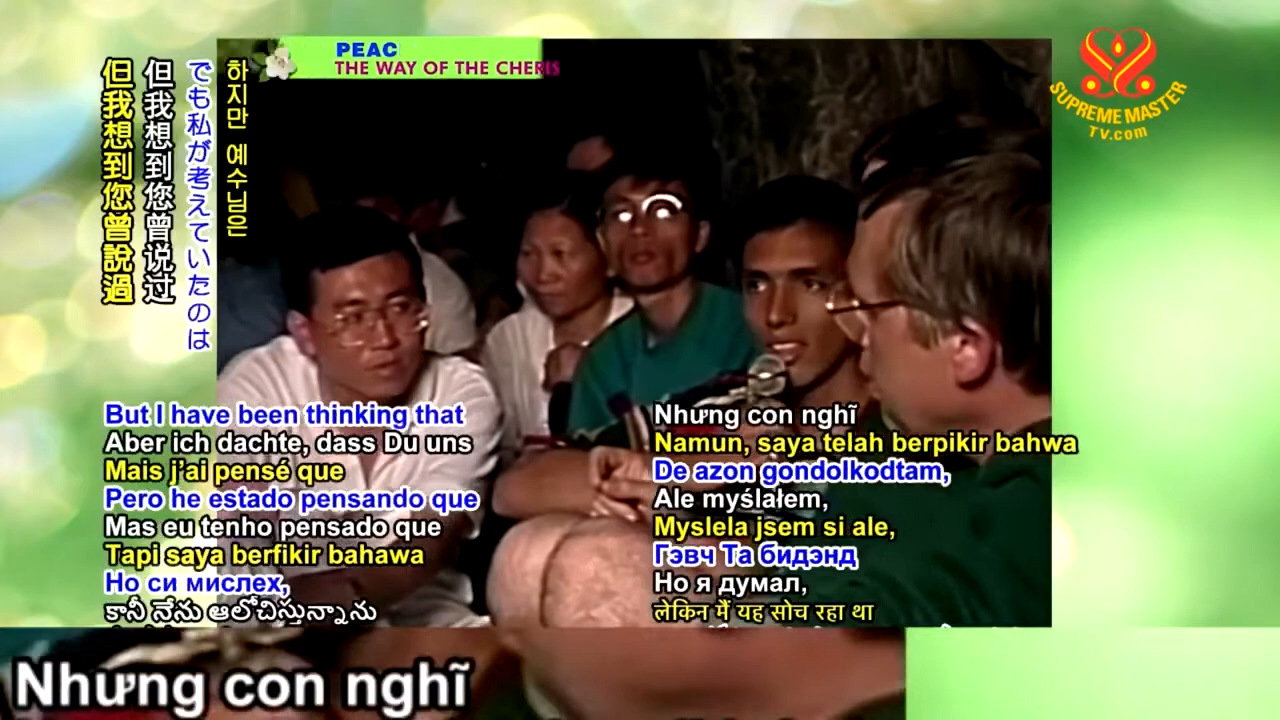 PEAC
THE WAY OF THE CHERIS
SUPREME MASTER
TV.com
但我想到您曾說過
但我想到您曾说过
でも私が考えていたのは
하지만 예수님은
But I have been thinking that
Aber ich dachte, dass Du uns
Mais j'ai pensé que
Pero he estado pensando que
Mas eu tenho pensado que
Tapi saya berfikir bahawa
Но си мислех,
కానీ నేను ఆలోచిస్తున్నాను
Nhưng con nghĩ
Namun, saya telah berpikir bahwa
De azon gondolkodtam,
Ale myślałem,
Myslela jsem si ale,
Гэвч Та бидэнд
Но я думал,
लेकिन मैं यह सोच रहा था
Nhưng con nghĩ